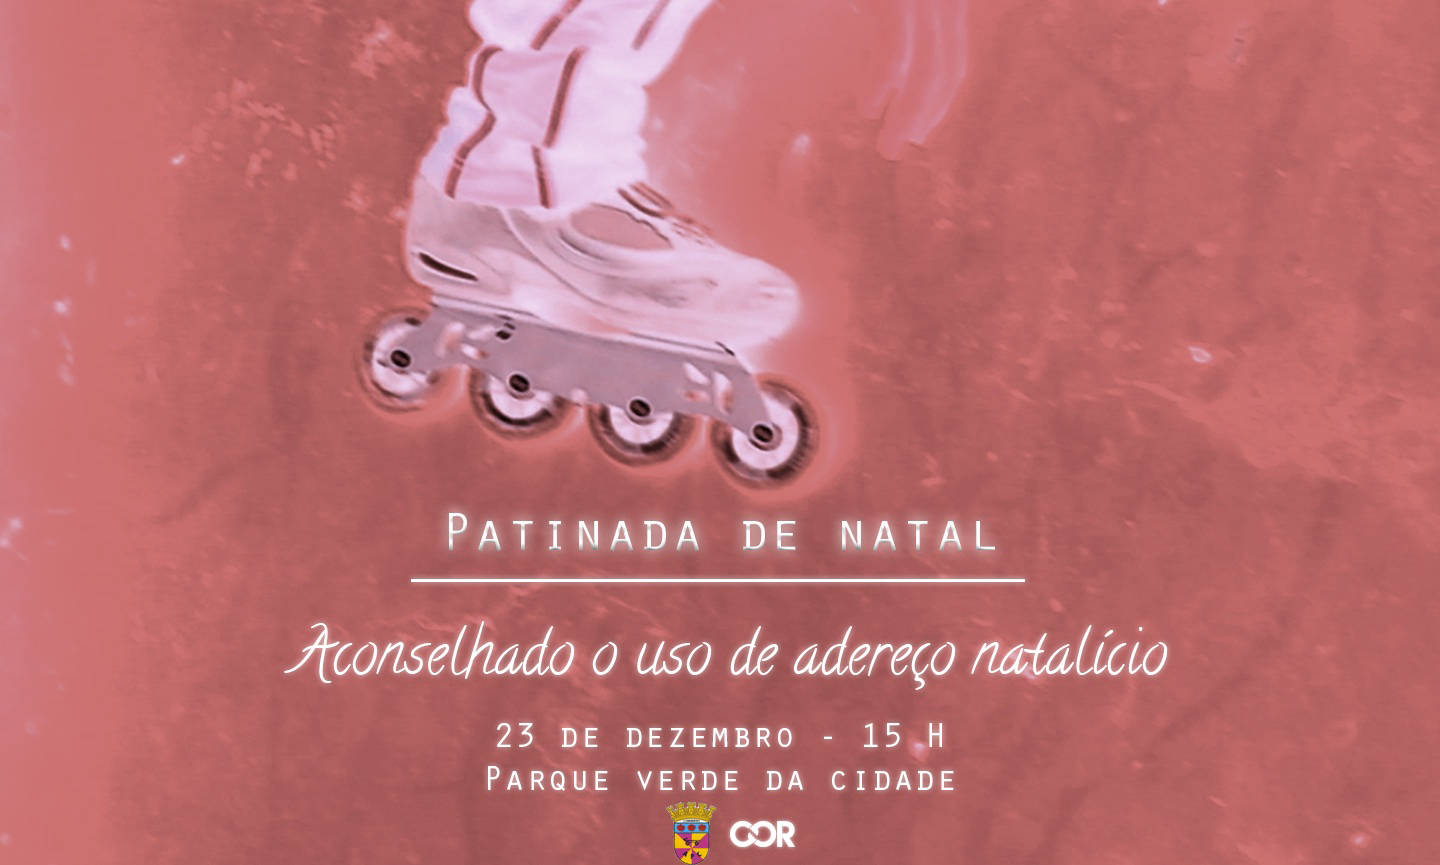 Patinada de natal
Aconselhado o uso de adereço natalício
23 de dezembro - 15 H
Parque verde da cidade
COR